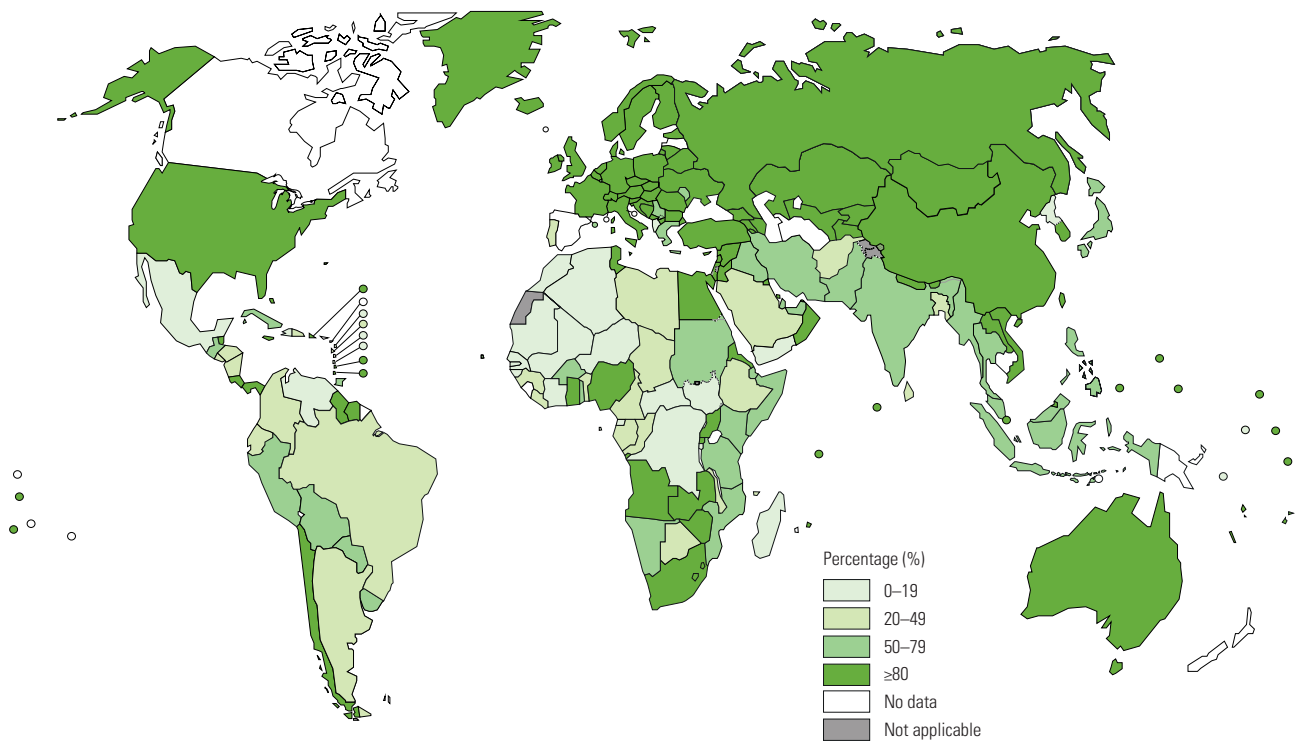 Percentage (%)
0–19
20–49
50–79
≥80
No data
Not applicable